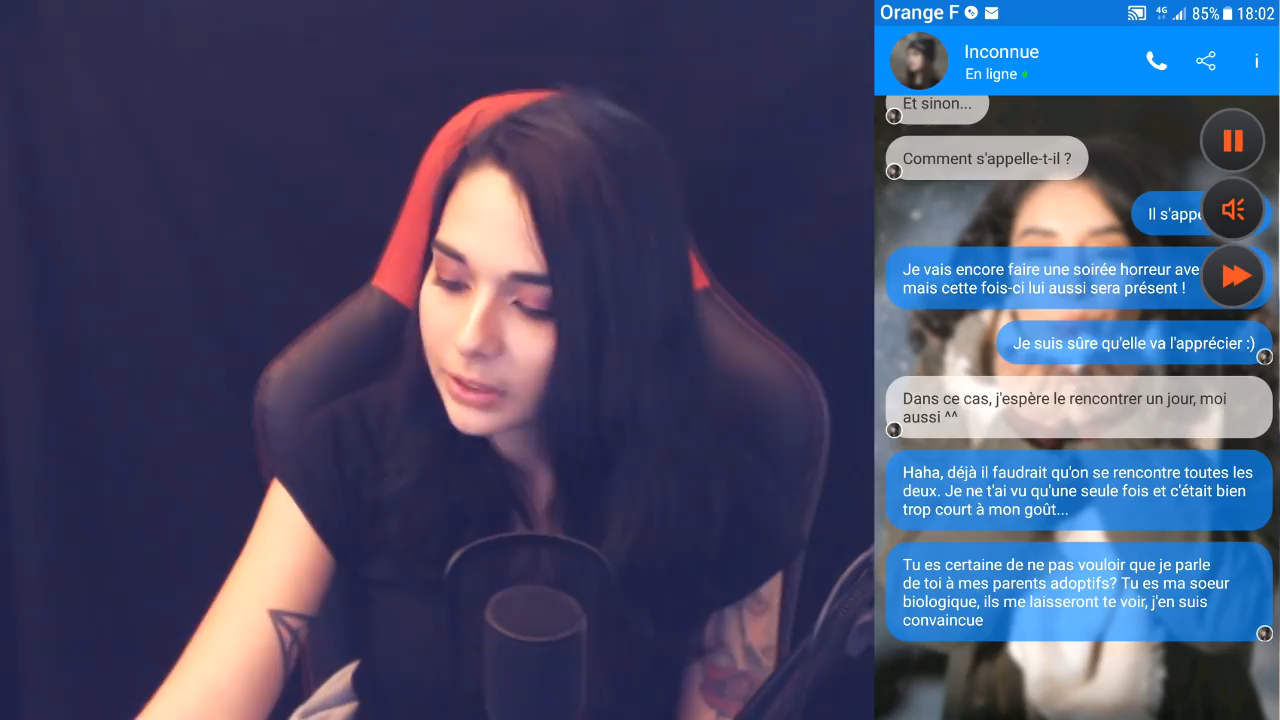 Orange F
4G
85%
18:02
Inconnue
En ligne
Et sinon...
Comment s'appelle-t-il ?
Il s'appe
Je vais encore faire une soirée horreur ave
mais cette fois-ci lui aussi sera présent !
Je suis sûre qu'elle va l'apprécier :)
Dans ce cas, j'espère le rencontrer un jour, moi
aussi ^^
Haha, déjà il faudrait qu'on se rencontre toutes les
deux. Je ne t'ai vu qu'une seule fois et c'était bien
trop court à mon goût...
Tu es certaine de ne pas vouloir que je parle
de toi à mes parents adoptifs? Tu es ma soeur
biologique, ils me laisseront te voir, j'en suis
convaincue